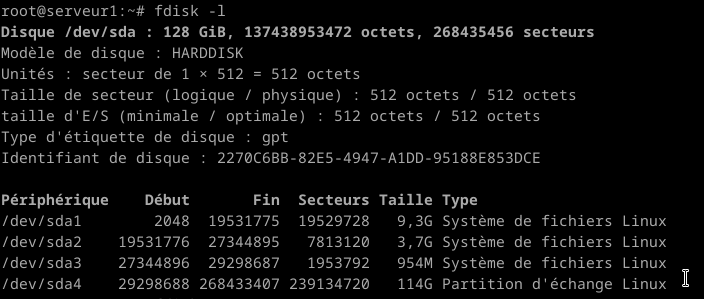 root@serveur1:~# fdisk -l
Disque /dev/sda : 128 GiB, 137438953472 octets, 268435456 secteurs
Modèle de disque : HARDDISK
Unités : secteur de 1 × 512 = 512 octets
Taille de secteur (logique / physique) : 512 octets / 512 octets
taille d'E/S (minimale / optimale) : 512 octets / 512 octets
Type d'étiquette de disque : gpt
Identifiant de disque : 2270C6BB-82E5-4947-A1DD-95188E853DCE

Périphérique    Début       Fin  Secteurs Taille Type
/dev/sda1        2048  19531775  19529728   9,3G Système de fichiers Linux
/dev/sda2    19531776  27344895   7813120   3,7G Système de fichiers Linux
/dev/sda3    27344896  29298687   1953792   954M Système de fichiers Linux
/dev/sda4    29298688 268433407 239134720   114G Partition d'échange Linux